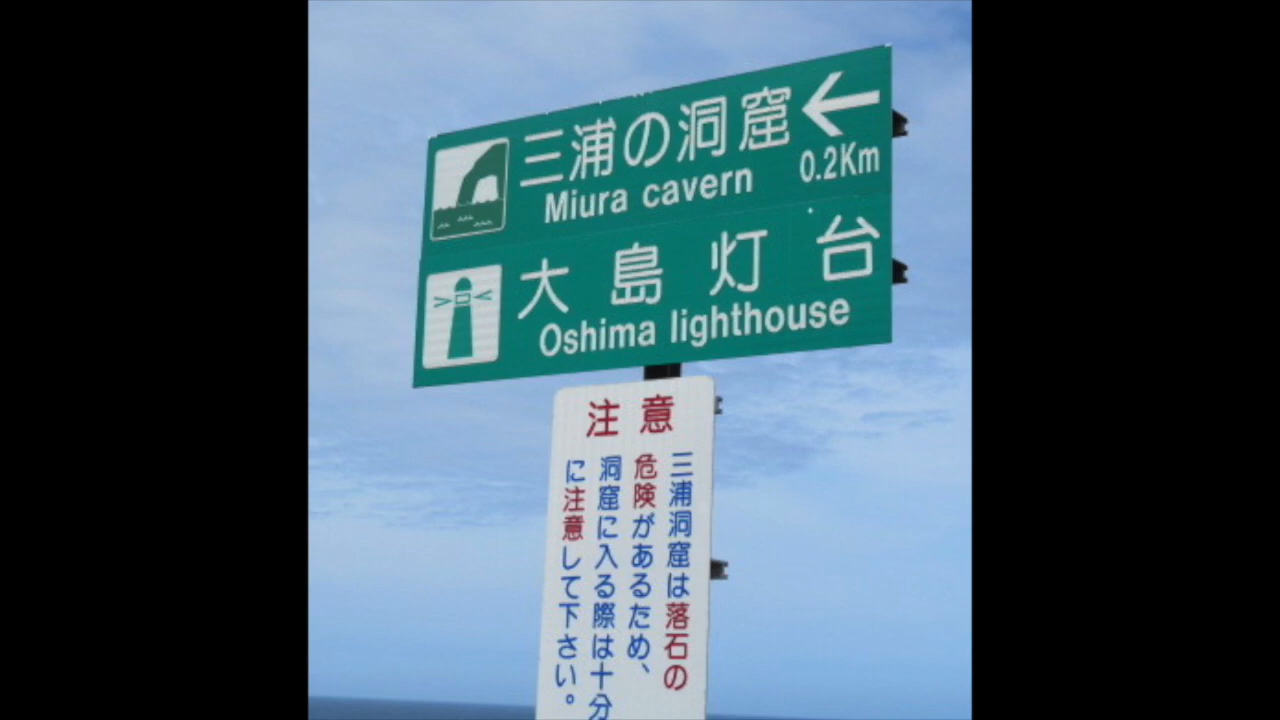 三浦の洞窟
Miura cavern
0.2Km
大島灯台
Oshima lighthouse
注意
三浦洞窟は落石の
危険があるため、
洞窟に入る際は十分
に注意して下さい。